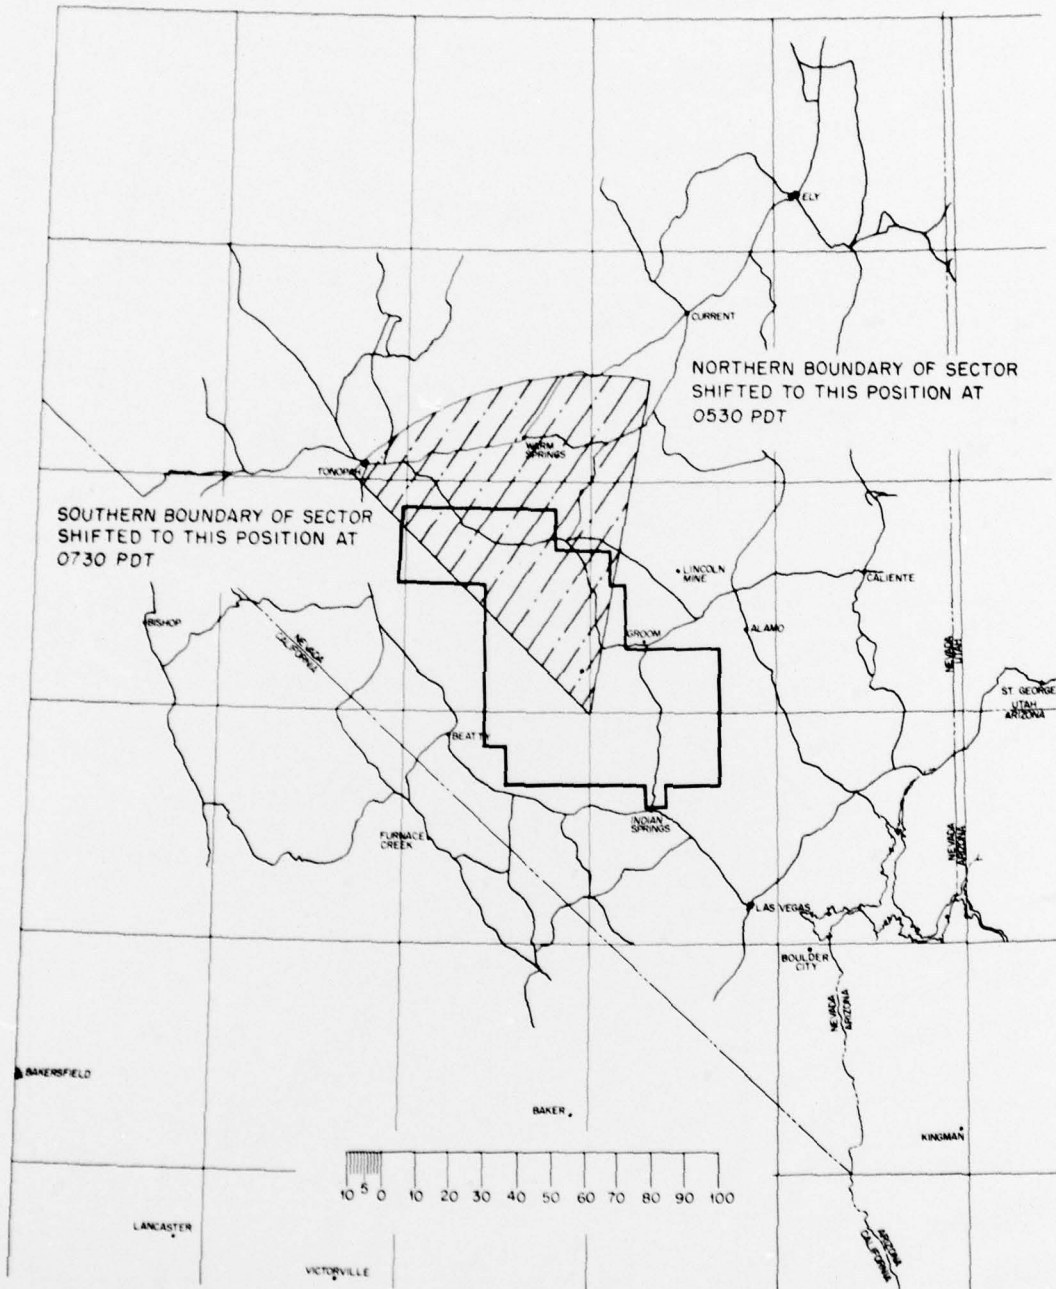 ELY
CURRENT
NORTHERN BOUNDARY OF SECTOR
SHIFTED TO THIS POSITION AT
0530 PDT
WARM
SPRINGS
TONOPAH
SOUTHERN BOUNDARY OF SECTOR
SHIFTED TO THIS POSITION AT
0730 PDT
LINCOLN
MINE
CALIENTE
BISHOP
NEVADA
CALIFORNIA
GROOM
ALAMO
NEVADA
UTAH
ST. GEORGE
UTAH
ARIZONA
BEATTY
INDIAN
SPRINGS
FURNACE
CREEK
NEVADA
ARIZONA
LAS VEGAS
BOULDER
CITY
NEVADA
ARIZONA
BAKERSFIELD
BAKER
KINGMAN
10 5 0 10 20 30 40 50 60 70 80 90 100
LANCASTER
ARIZONA
CALIFORNIA
VICTORVILLE